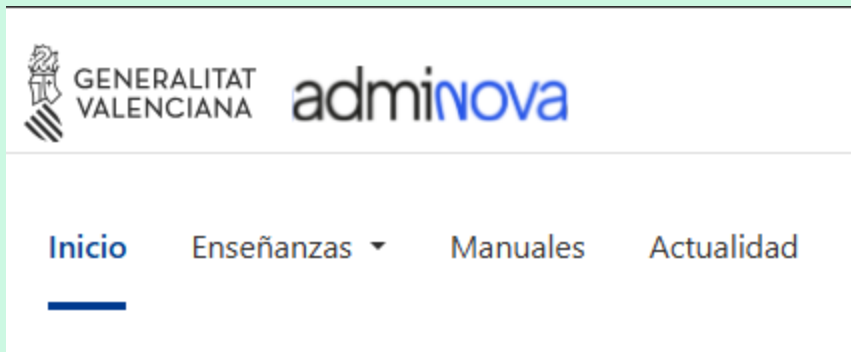 GENERALITAT
VALENCIANA
adminova
Inicio Enseñanzas Manuales Actualidad